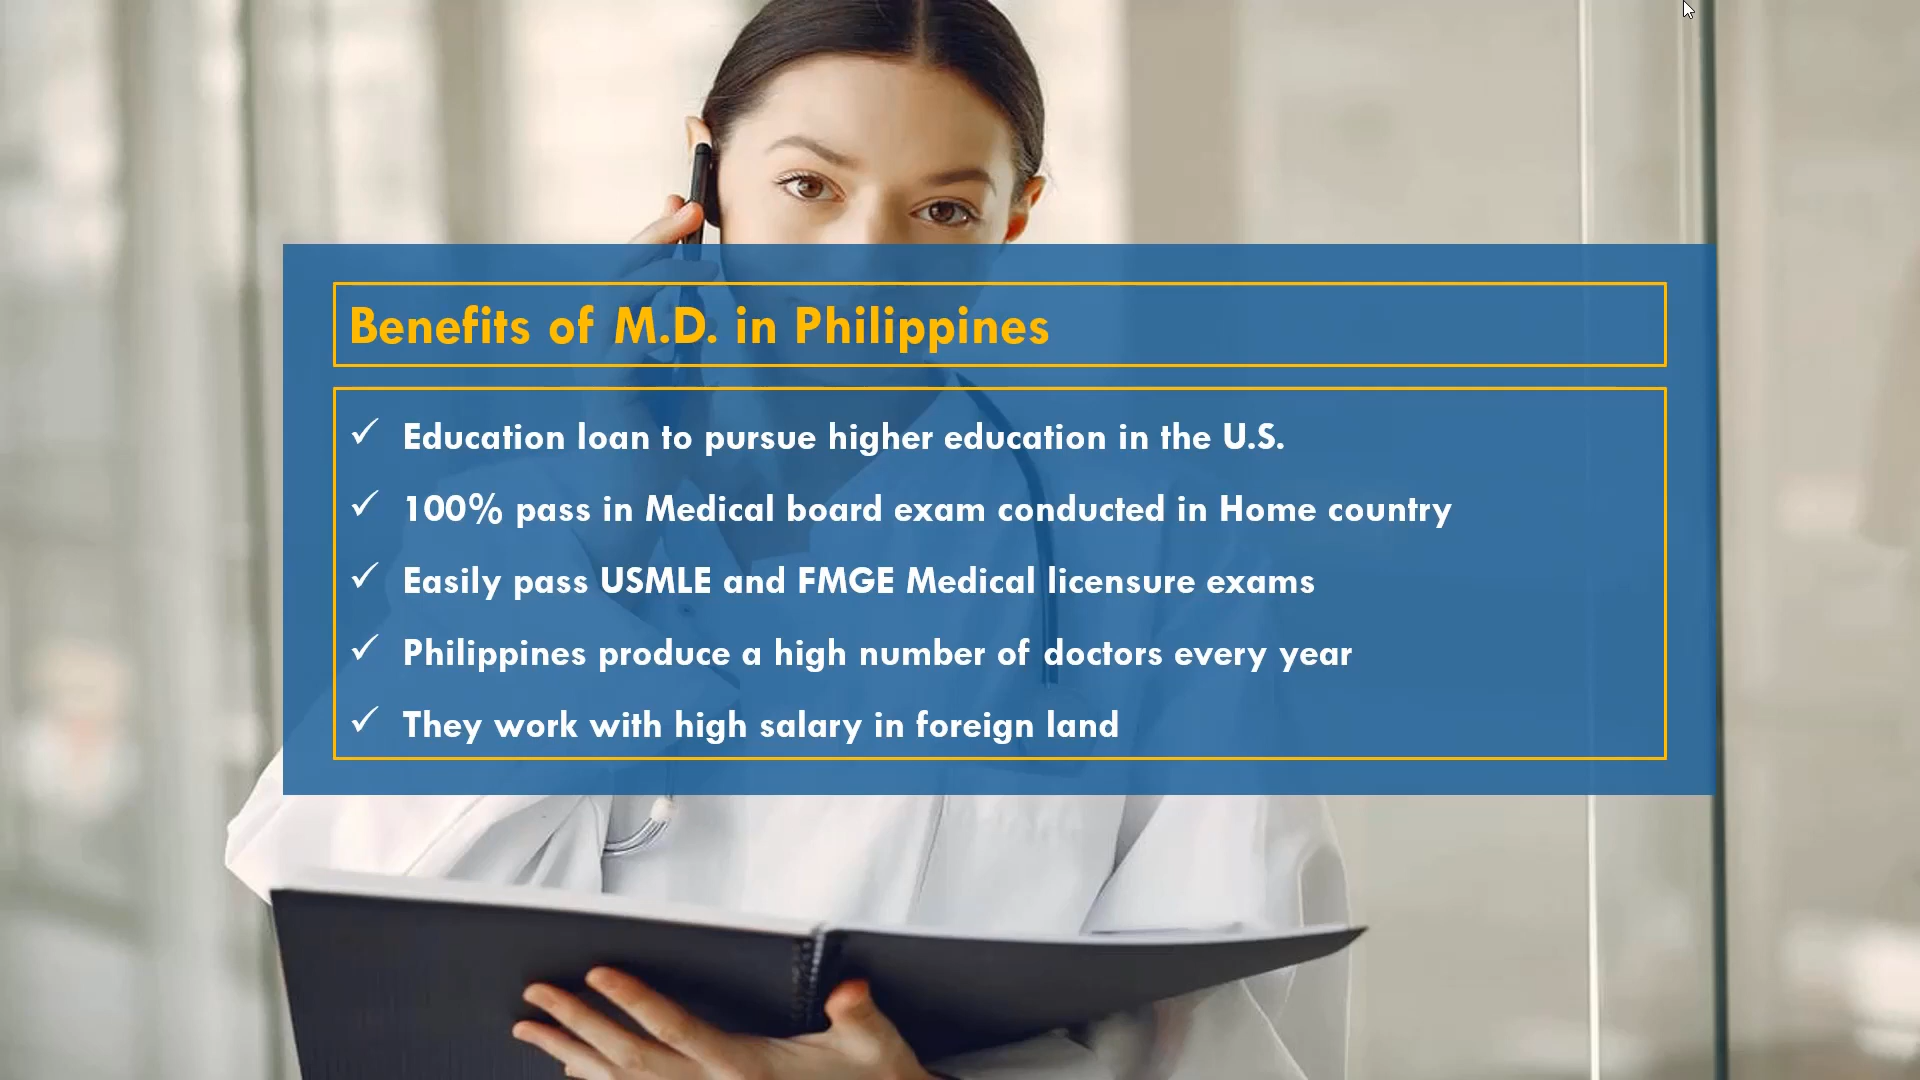 Benefits of M.D. in Philippines
✓ Education loan to pursue higher education in the U.S.
✓ 100% pass in Medical board exam conducted in Home country
✓ Easily pass USMLE and FMGE Medical licensure exams
✓ Philippines produce a high number of doctors every year
✓ They work with high salary in foreign land